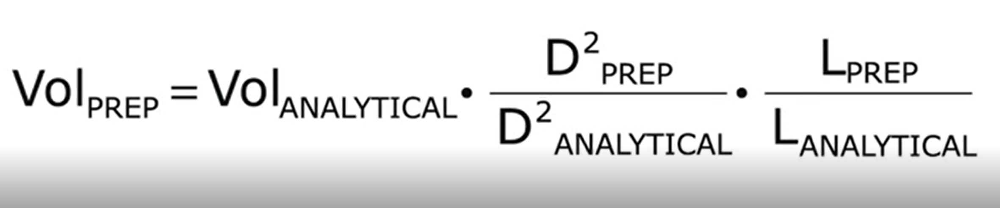 Vol_PREP = Vol_ANALYTICAL • D²_PREP / D²_ANALYTICAL • L_PREP / L_ANALYTICAL